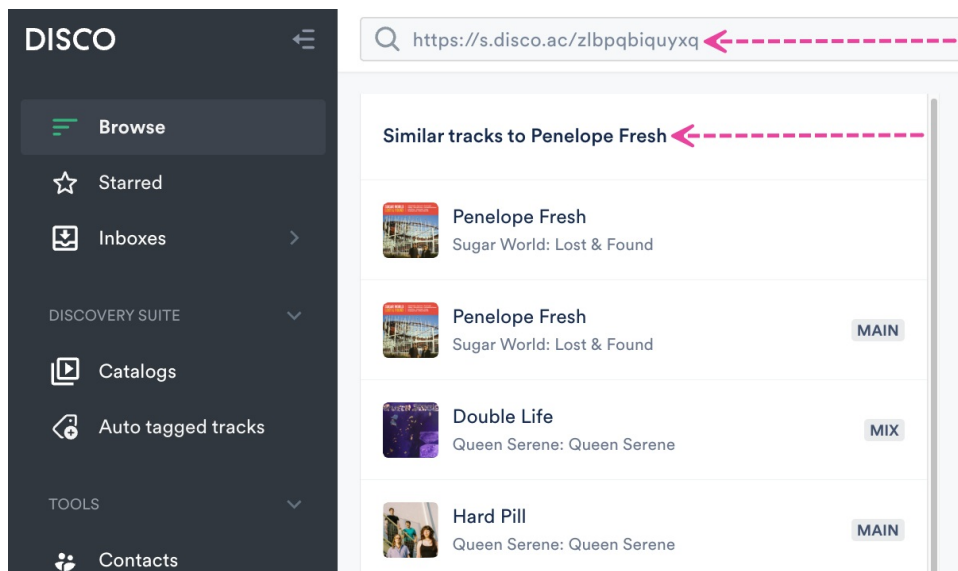 DISCO
https://s.disco.ac/zlbpqbiquyxq
Browse
Starred
Inboxes
DISCOVERY SUITE
Catalogs
Auto tagged tracks
TOOLS
Contacts
Similar tracks to Penelope Fresh
Penelope Fresh
Sugar World: Lost & Found
Penelope Fresh
Sugar World: Lost & Found
MAIN
Double Life
Queen Serene: Queen Serene
MIX
Hard Pill
Queen Serene: Queen Serene
MAIN